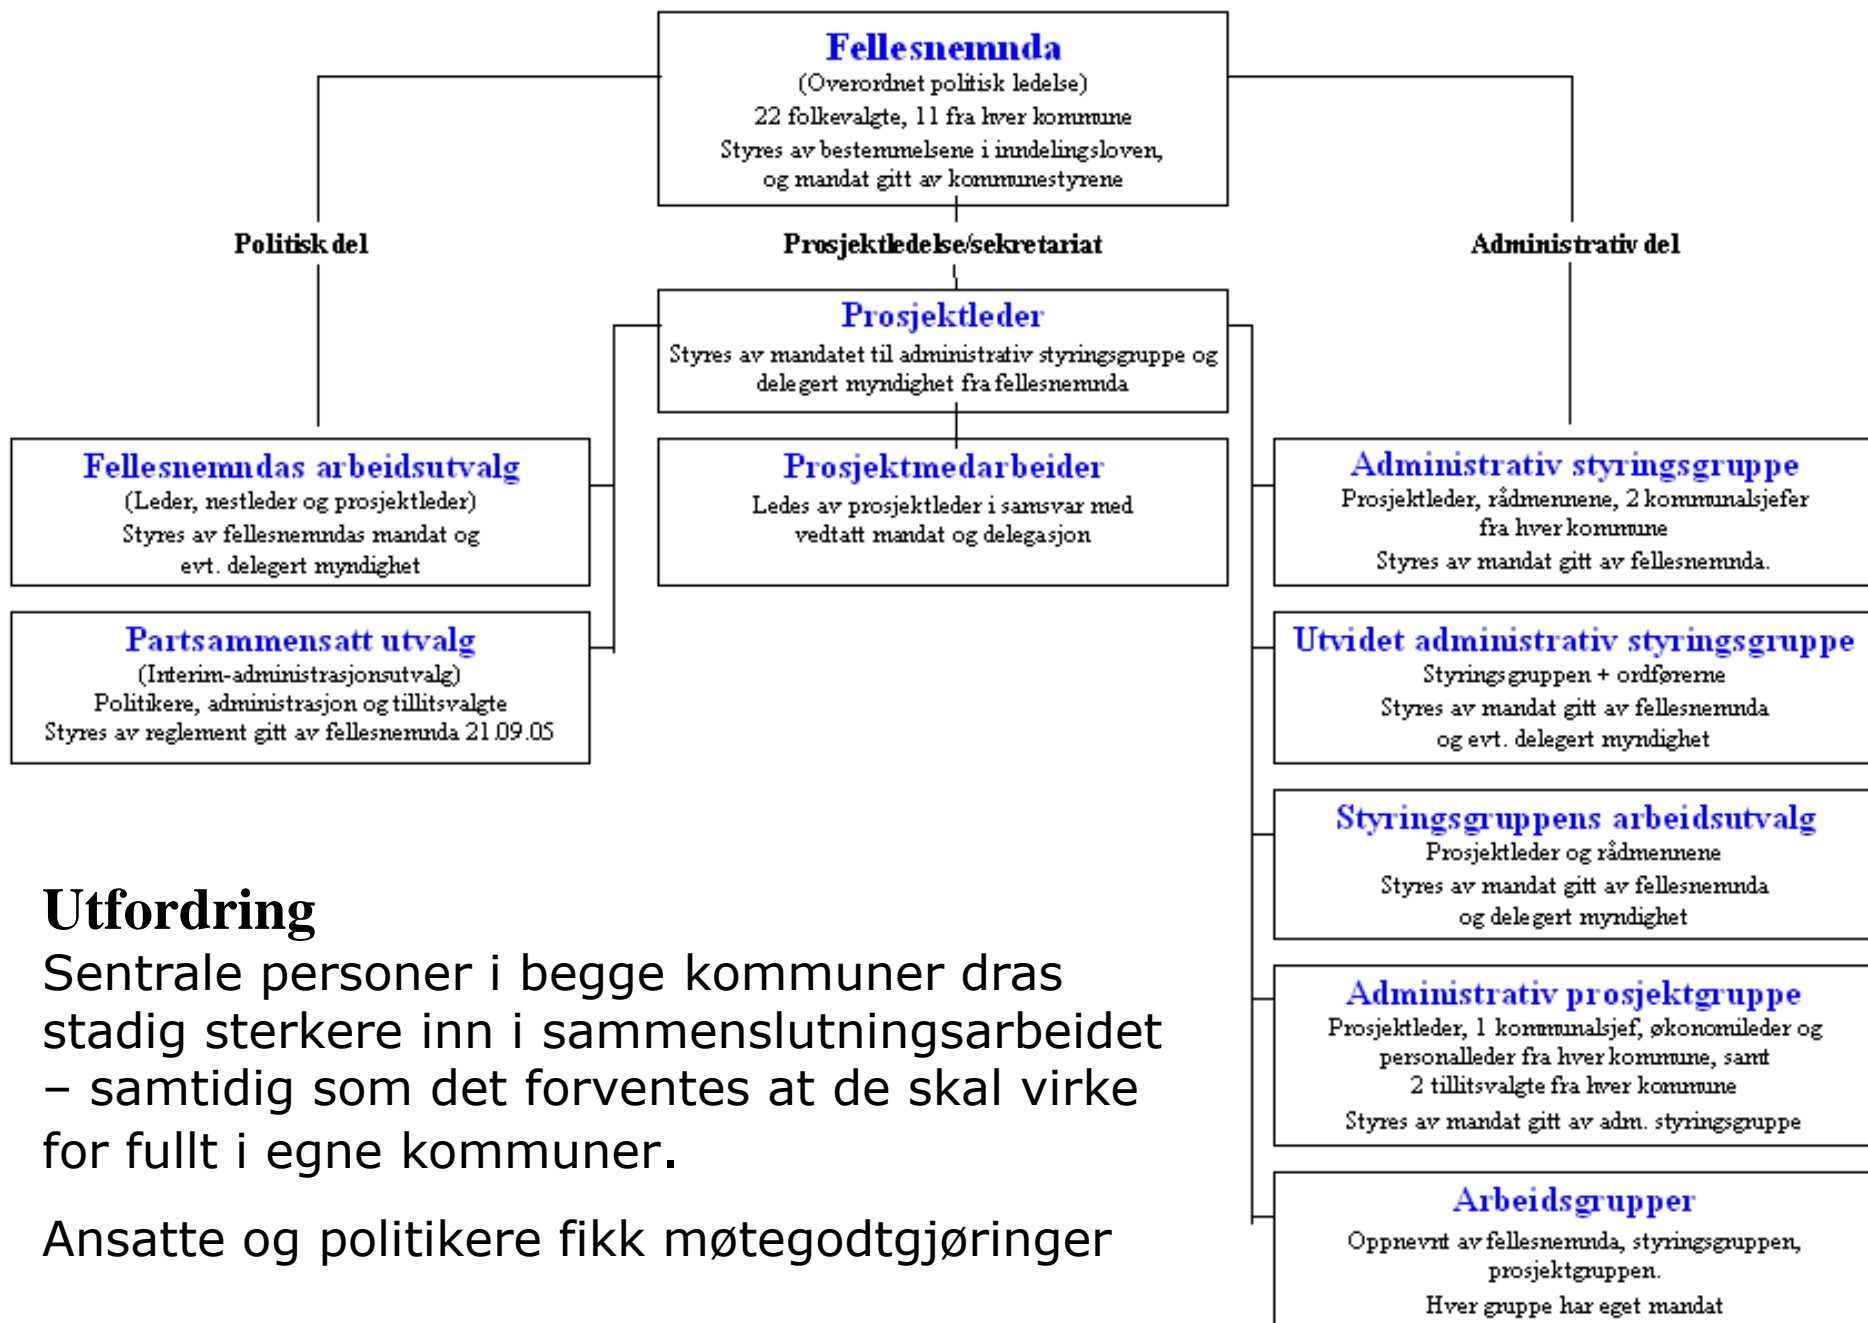 Fellesnemnda
(Overordnet politisk ledelse)
22 folkevalgte, 11 fra hver kommune
Styres av bestemmelsene i inndelingsloven,
og mandat gitt av kommunestyrene
Politisk del
Prosjektledelse/sekretariat
Administrativ del
Prosjektleder
Styres av mandatet til administrativ styringsgruppe og
delegert myndighet fra fellesnemnda
Fellesnemndas arbeidsutvalg
(Leder, nestleder og prosjektleder)
Styres av fellesnemndas mandat og
evt. delegert myndighet
Prosjektmedarbeider
Ledes av prosjektleder i samsvar med
vedtatt mandat og delegasjon
Administrativ styringsgruppe
Prosjektleder, rådmennene, 2 kommunalsjefer
fra hver kommune
Styres av mandat gitt av fellesnemnda.
Partsammensatt utvalg
(Interim-administrasjonsutvalg)
Politikere, administrasjon og tillitsvalgte
Styres av reglement gitt av fellesnemnda 21.09.05
Utvidet administrativ styringsgruppe
Styringsgruppen + ordførerne
Styres av mandat gitt av fellesnemnda
og evt. delegert myndighet
Styringsgruppens arbeidsutvalg
Prosjektleder og rådmennene
Styres av mandat gitt av fellesnemnda
og delegert myndighet
Administrativ prosjektgruppe
Prosjektleder, 1 kommunalsjef, økonomileder og
personalleder fra hver kommune, samt
2 tillitsvalgte fra hver kommune
Styres av mandat gitt av adm. styringsgruppe
Arbeidsgrupper
Oppnevnt av fellesnemnda, styringsgruppen,
prosjektgruppen.
Hver gruppe har eget mandat
Utfordring
Sentrale personer i begge kommuner dras
stadig sterkere inn i sammenslutningsarbeidet
– samtidig som det forventes at de skal virke
for fullt i egne kommuner.
Ansatte og politikere fikk møtegodtgjøringer